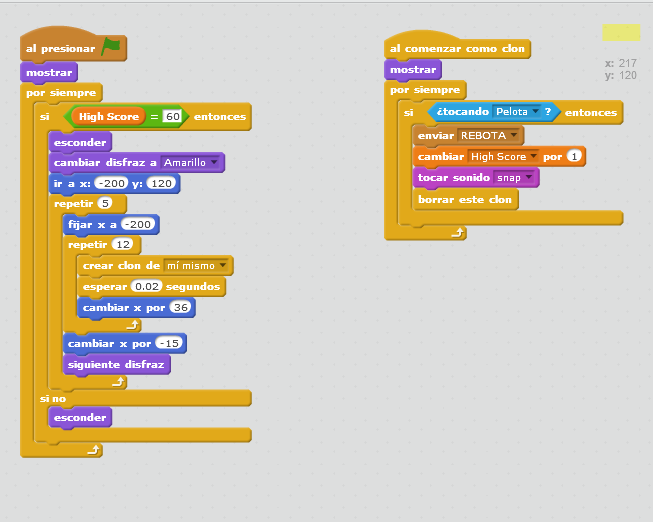 al presionar
mostrar
por siempre
si High Score = 60 entonces
esconder
cambiar disfraz a Amarillo
ir a x: -200 y: 120
repetir 5
fijar x a -200
repetir 12
crear clon de mí mismo
esperar 0.02 segundos
cambiar x por 36
cambiar x por -15
siguiente disfraz
si no
esconder
al comenzar como clon
mostrar
por siempre
si ¿tocando Pelota ? entonces
enviar REBOTA
cambiar High Score por 1
tocar sonido snap
borrar este clon
x: 217
y: 120